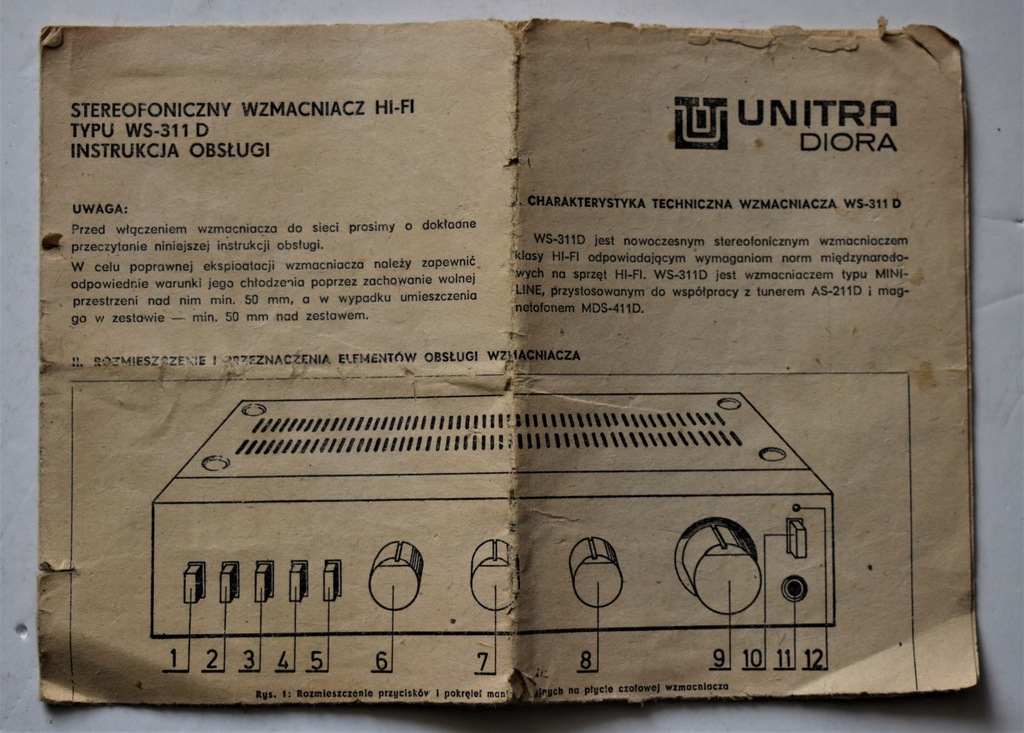 STEREOFONICZNY WZMACNIACZ HI-FI
TYPU WS-311 D
INSTRUKCJA OBSŁUGI
UWAGA:
Przed włączeniem wzmacniacza do sieci prosimy o dokładne
przeczytanie niniejszej instrukcji obsługi.
W celu poprawnej eksploatacji wzmacniacza należy zapewnić
odpowiednie warunki jego chłodzenia poprzez zachowanie wolnej
przestrzeni nad nim min. 50 mm, a w wypadku umieszczenia
go w zestawie — min. 50 mm nad zestawem.
UNITRA
DIORA
I. CHARAKTERYSTYKA TECHNICZNA WZMACNIACZA WS-311 D
WS-311D jest nowoczesnym stereofonicznym wzmacniaczem
klasy HI-FI odpowiadającym wymaganiom norm międzynarodo-
wych na sprzęt HI-FI. WS-311D jest wzmacniaczem typu MINI-
LINE, przystosowanym do współpracy z tunerem AS-211D i mag-
netofonem MDS-411D.
II. ROZMIESZCZENIE I PRZEZNACZENIA ELEMENTÓW OBSŁUGI WZMACNIACZA
1 2 3 4 5 6 7 8 9 10 11 12
Rys. 1: Rozmieszczenie przycisków i pokręteł na płycie czołowej wzmacniacza